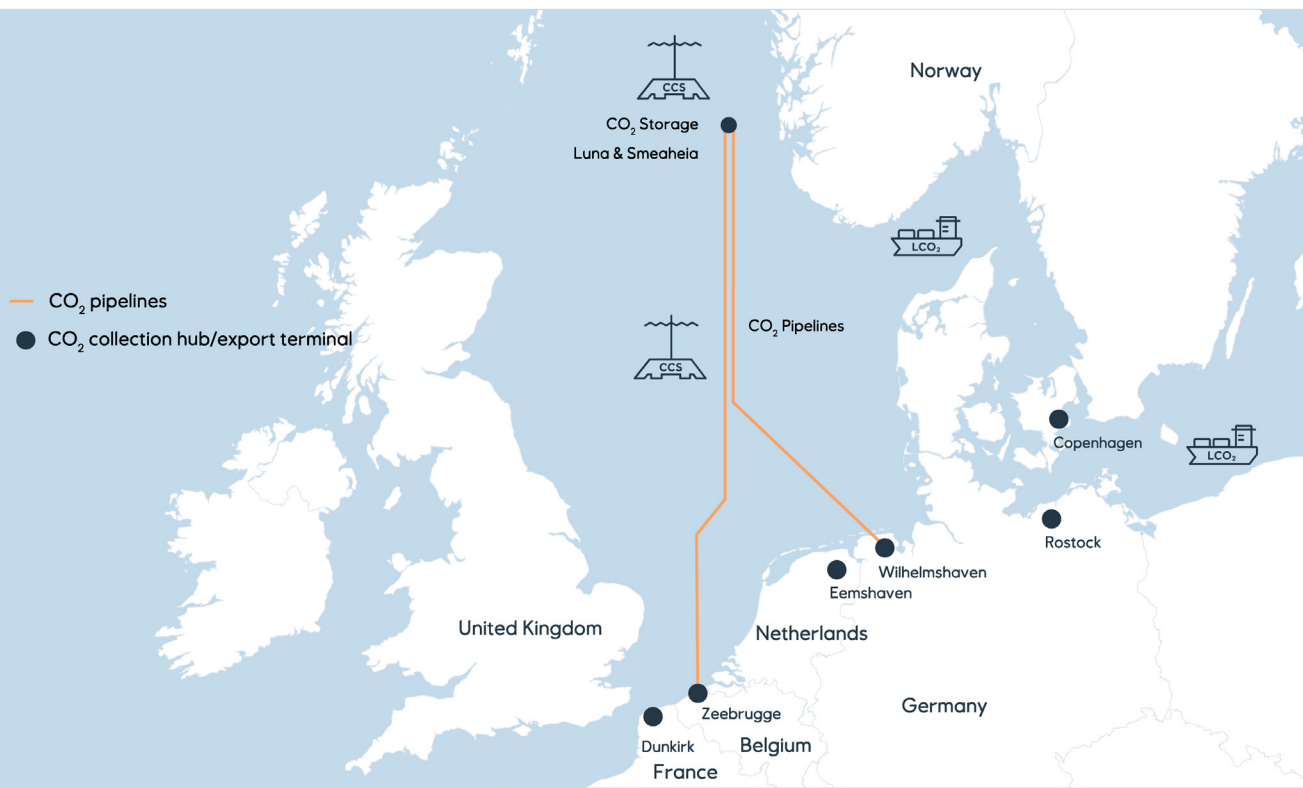 Norway
CCS
CO₂ Storage
Luna & Smeaheia
LCO₂
CO₂ pipelines
CO₂ collection hub/export terminal
CO₂ Pipelines
CCS
Copenhagen
LCO₂
Rostock
Wilhelmshaven
Eemshaven
United Kingdom
Netherlands
Germany
Zeebrugge
Dunkirk
Belgium
France